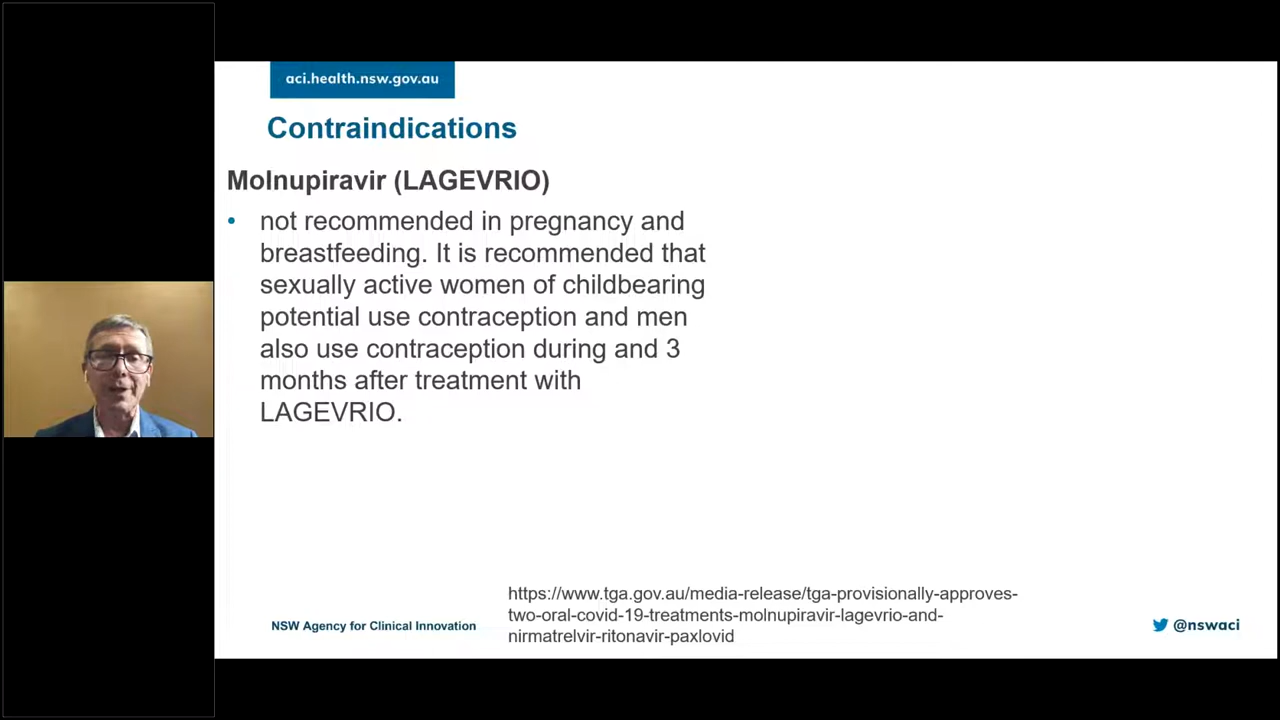 aci.health.nsw.gov.au
Contraindications
Molnupiravir (LAGEVRIO)
• not recommended in pregnancy and
breastfeeding. It is recommended that
sexually active women of childbearing
potential use contraception and men
also use contraception during and 3
months after treatment with
LAGEVRIO.
https://www.tga.gov.au/media-release/tga-provisionally-approves-
two-oral-covid-19-treatments-molnupiravir-lagevrio-and-
nirmatrelvir-ritonavir-paxlovid
NSW Agency for Clinical Innovation
@nswaci